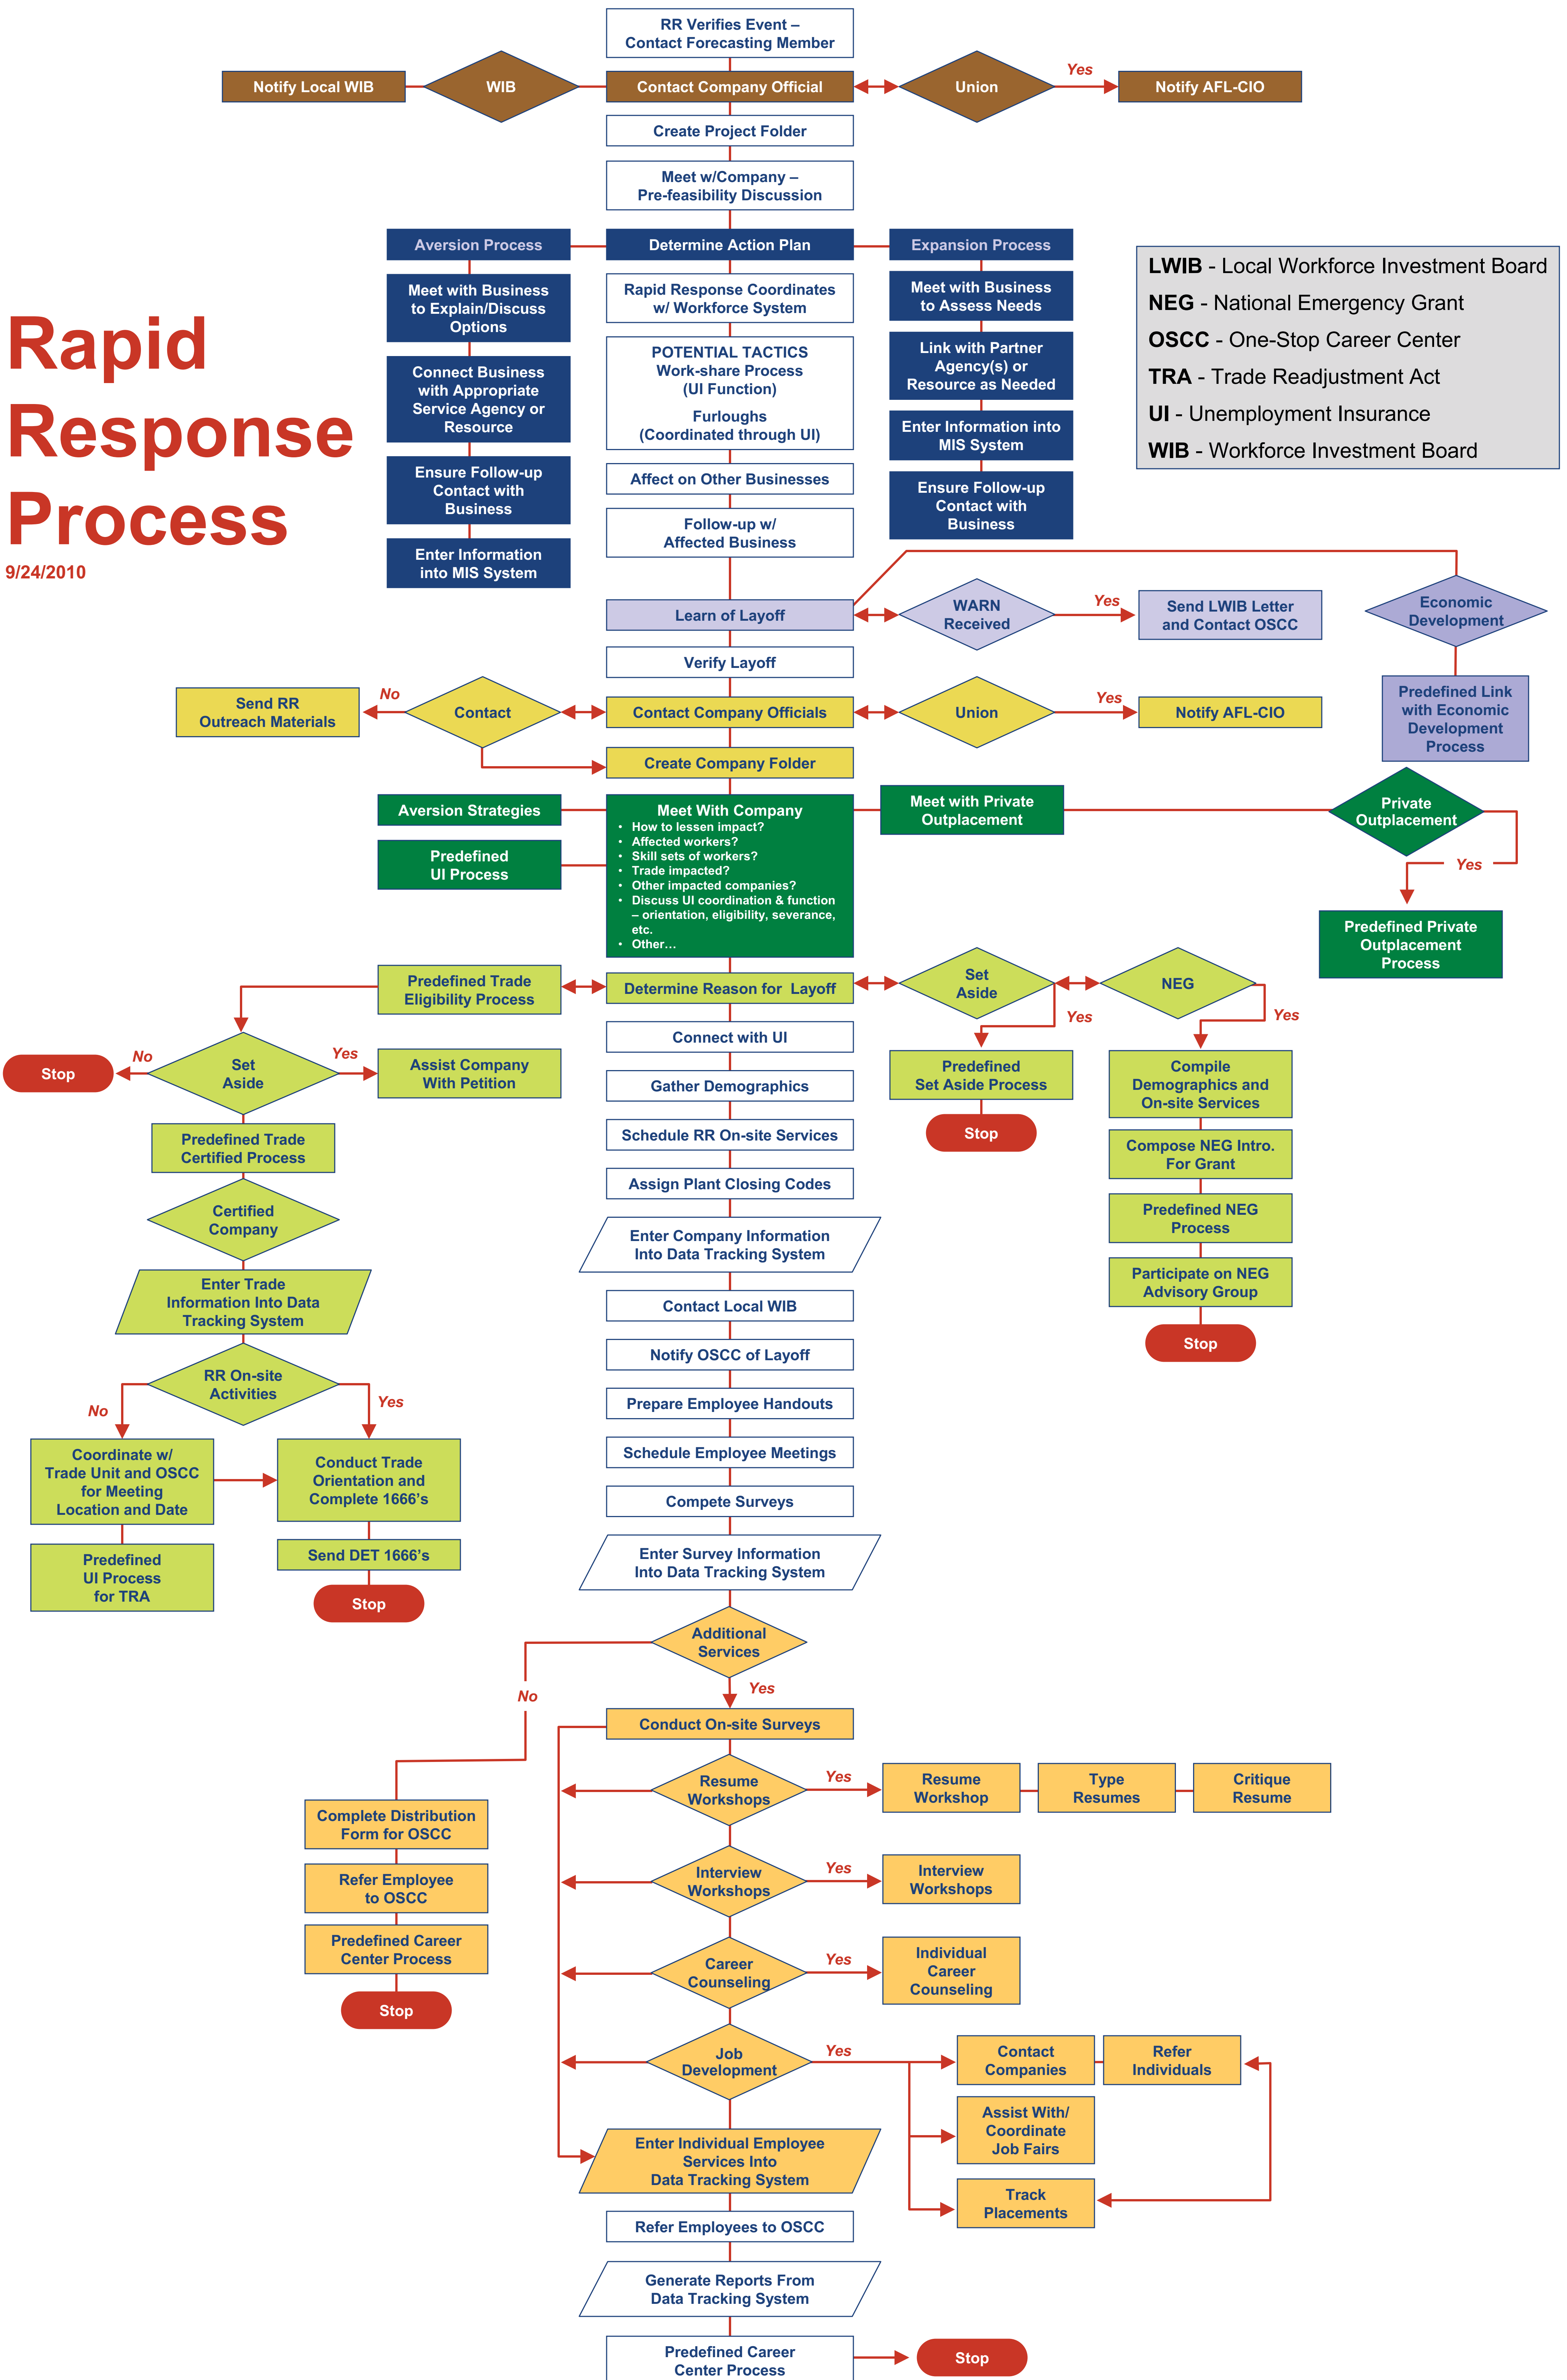 Rapid
Response
Process
9/24/2010
RR Verifies Event –
Contact Forecasting Member
Notify Local WIB
WIB
Contact Company Official
Union
Yes
Notify AFL-CIO
Create Project Folder
Meet w/Company –
Pre-feasibility Discussion
Aversion Process
Determine Action Plan
Expansion Process
Meet with Business
to Explain/Discuss
Options
Connect Business
with Appropriate
Service Agency or
Resource
Ensure Follow-up
Contact with
Business
Enter Information
into MIS System
Rapid Response Coordinates
w/ Workforce System
POTENTIAL TACTICS
Work-share Process
(UI Function)
Furloughs
(Coordinated through UI)
Affect on Other Businesses
Follow-up w/
Affected Business
Meet with Business
to Assess Needs
Link with Partner
Agency(s) or
Resource as Needed
Enter Information into
MIS System
Ensure Follow-up
Contact with
Business
LWIB - Local Workforce Investment Board
NEG - National Emergency Grant
OSCC - One-Stop Career Center
TRA - Trade Readjustment Act
UI - Unemployment Insurance
WIB - Workforce Investment Board
Learn of Layoff
WARN
Received
Yes
Send LWIB Letter
and Contact OSCC
Economic
Development
Verify Layoff
Predefined Link
with Economic
Development
Process
Send RR
Outreach Materials
No
Contact
Contact Company Officials
Union
Yes
Notify AFL-CIO
Create Company Folder
Aversion Strategies
Predefined
UI Process
Meet With Company
• How to lessen impact?
• Affected workers?
• Skill sets of workers?
• Trade impacted?
• Other impacted companies?
• Discuss UI coordination & function
– orientation, eligibility, severance,
etc.
• Other…
Meet with Private
Outplacement
Private
Outplacement
Yes
Predefined Private
Outplacement
Process
Predefined Trade
Eligibility Process
Determine Reason for Layoff
Set
Aside
Yes
NEG
Yes
Predefined
Set Aside Process
Stop
Compile
Demographics and
On-site Services
Compose NEG Intro.
For Grant
Predefined NEG
Process
Participate on NEG
Advisory Group
Stop
Stop
No
Set
Aside
Yes
Assist Company
With Petition
Predefined Trade
Certified Process
Certified
Company
Enter Trade
Information Into Data
Tracking System
RR On-site
Activities
No
Yes
Coordinate w/
Trade Unit and OSCC
for Meeting
Location and Date
Conduct Trade
Orientation and
Complete 1666’s
Predefined
UI Process
for TRA
Send DET 1666’s
Stop
Connect with UI
Gather Demographics
Schedule RR On-site Services
Assign Plant Closing Codes
Enter Company Information
Into Data Tracking System
Contact Local WIB
Notify OSCC of Layoff
Prepare Employee Handouts
Schedule Employee Meetings
Compete Surveys
Enter Survey Information
Into Data Tracking System
Additional
Services
No
Yes
Conduct On-site Surveys
Complete Distribution
Form for OSCC
Refer Employee
to OSCC
Predefined Career
Center Process
Stop
Resume
Workshops
Yes
Resume
Workshop
Type
Resumes
Critique
Resume
Interview
Workshops
Yes
Interview
Workshops
Career
Counseling
Yes
Individual
Career
Counseling
Job
Development
Yes
Contact
Companies
Refer
Individuals
Assist With/
Coordinate
Job Fairs
Track
Placements
Enter Individual Employee
Services Into
Data Tracking System
Refer Employees to OSCC
Generate Reports From
Data Tracking System
Predefined Career
Center Process
Stop